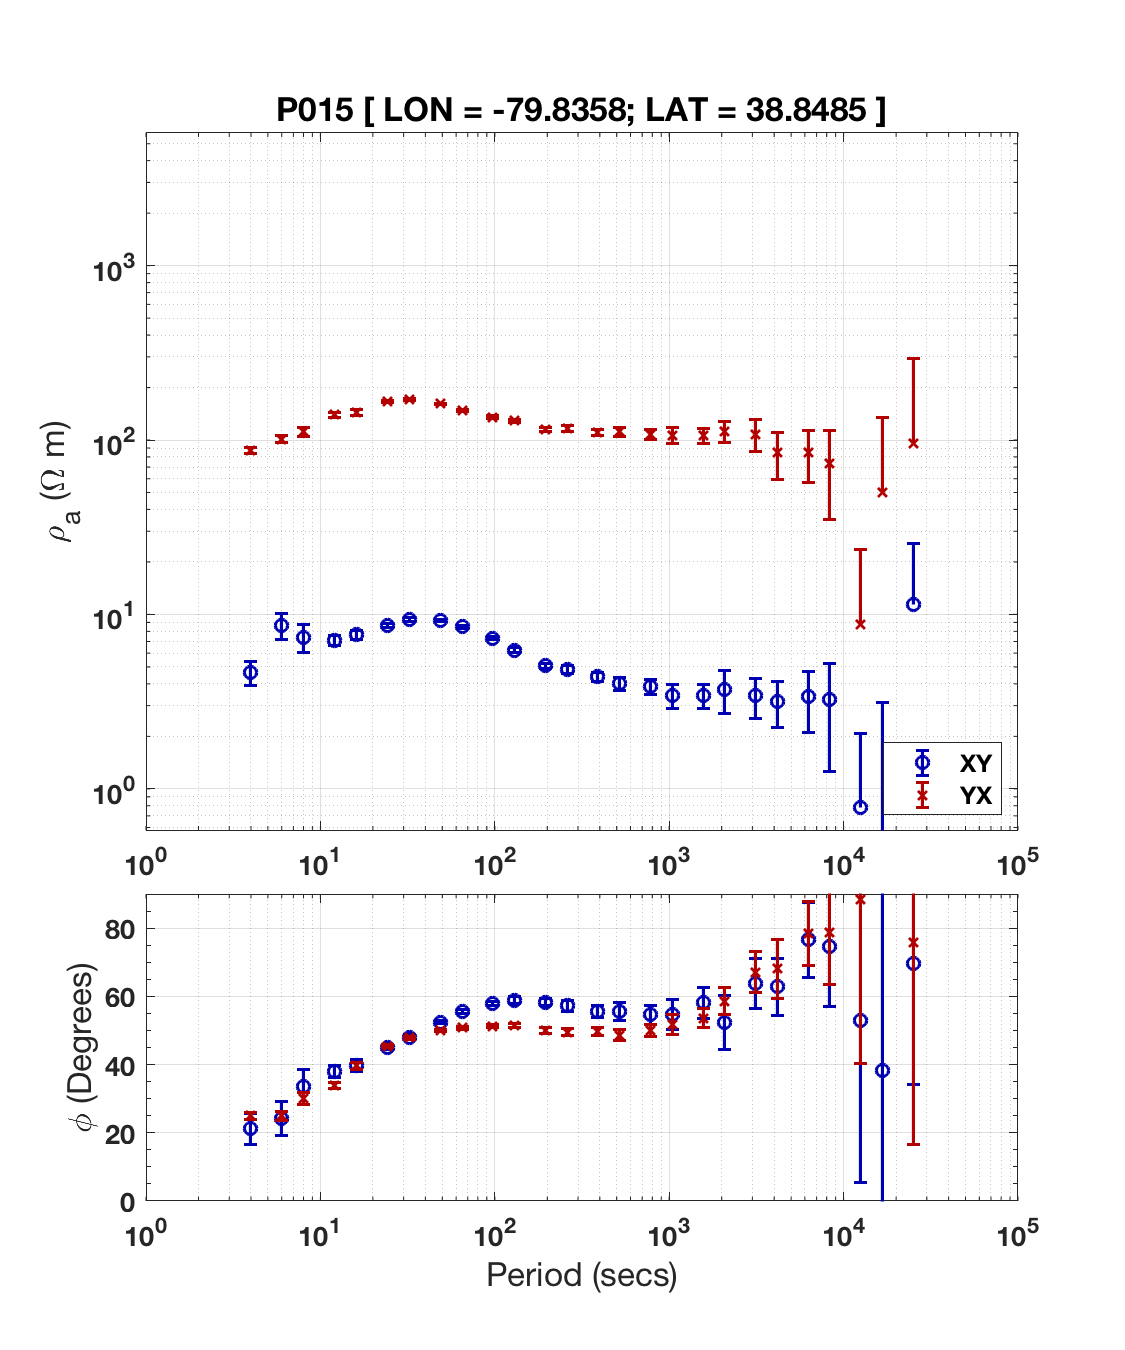 P015 [ LON = -79.8358; LAT = 38.8485 ]
10³
10²
10¹
10⁰
ρₐ (Ω m)
XY
YX
10⁰ 10¹ 10² 10³ 10⁴ 10⁵
80
60
40
20
0
ϕ (Degrees)
10⁰ 10¹ 10² 10³ 10⁴ 10⁵
Period (secs)